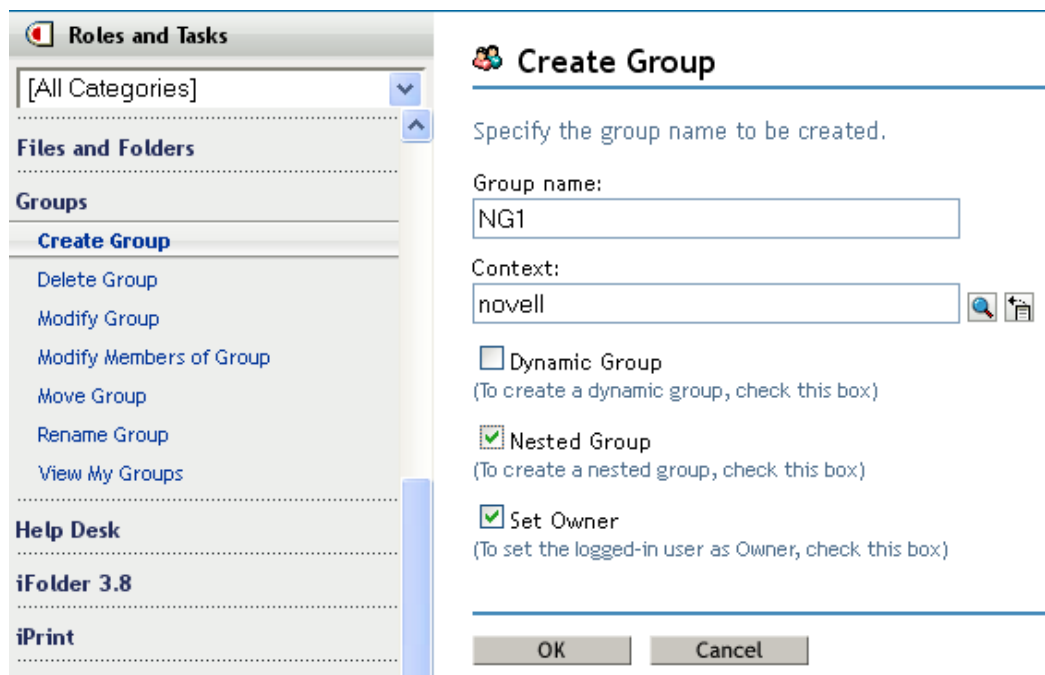 Roles and Tasks
[All Categories]
Files and Folders
Groups
Create Group
Delete Group
Modify Group
Modify Members of Group
Move Group
Rename Group
View My Groups
Help Desk
iFolder 3.8
iPrint
Create Group
Specify the group name to be created.
Group name:
NG1
Context:
novell
Dynamic Group
(To create a dynamic group, check this box)
Nested Group
(To create a nested group, check this box)
Set Owner
(To set the logged-in user as Owner, check this box)
OK Cancel